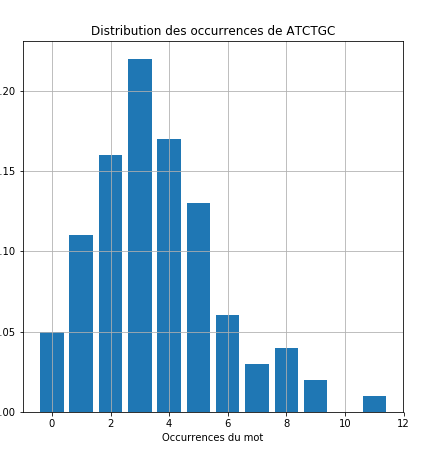 Distribution des occurrences de ATCTGC
.20
.15
.10
.05
.00
0 2 4 6 8 10 12
Occurrences du mot